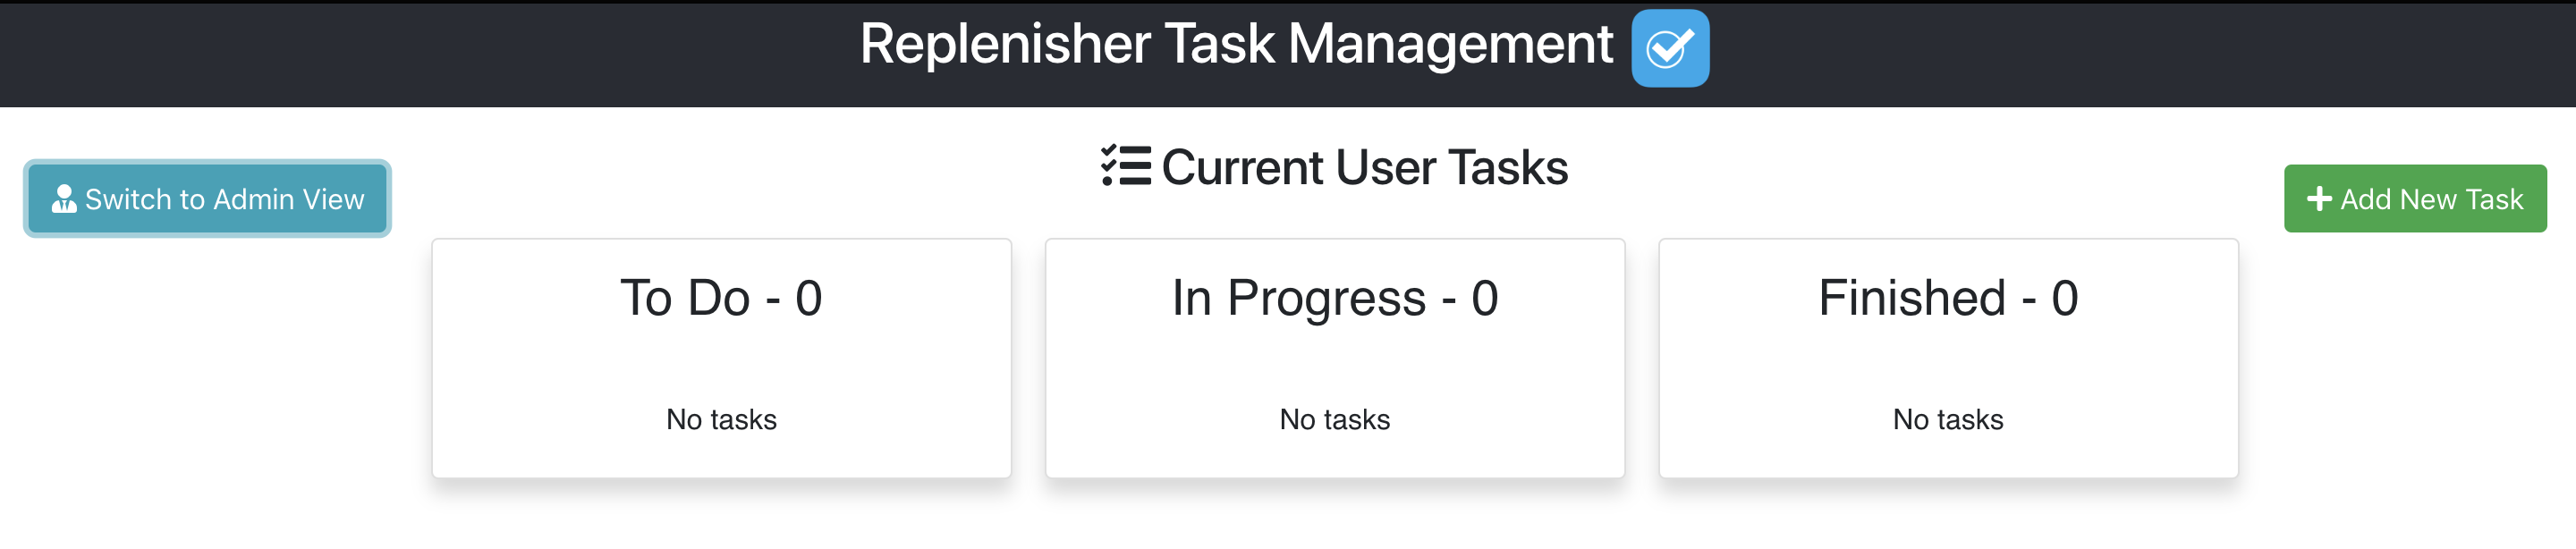 Replenisher Task Management
Switch to Admin View
Current User Tasks
Add New Task
To Do - 0
No tasks
In Progress - 0
No tasks
Finished - 0
No tasks